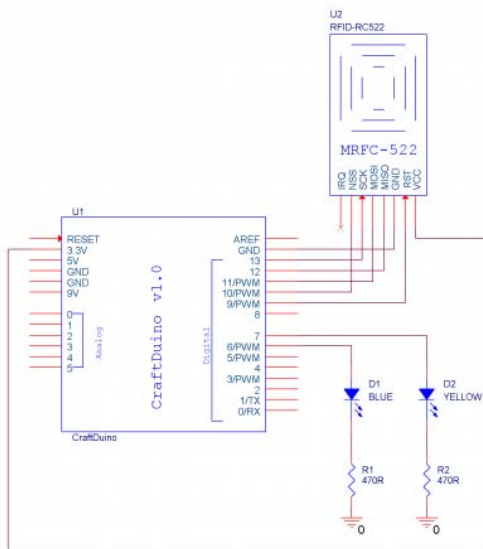 U2
RFID-RC522
MRFC-522
IRQ
NSS
SCK
MOSI
MISO
GND
RST
VCC
U1
RESET
3.3V
5V
GND
GND
9V
0
1
2
3
4
5
Analog
CraftDuino v1.0
Digital
AREF
GND
13
12
11/PWM
10/PWM
9/PWM
8
7
6/PWM
5/PWM
4
3/PWM
2
1/TX
0/RX
CraftDuino
D1
BLUE
D2
YELLOW
R1
470R
R2
470R
0
0